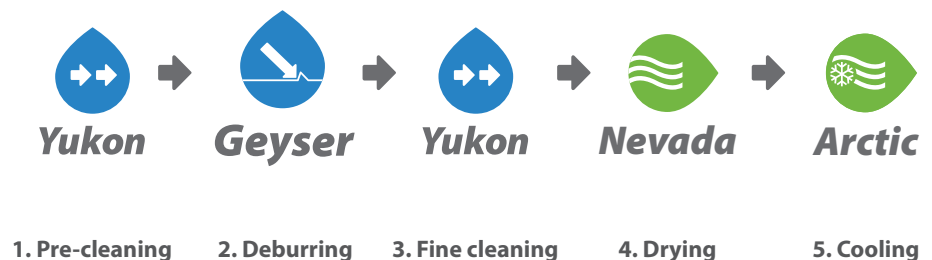 Yukon
Geyser
Yukon
Nevada
Arctic
1. Pre-cleaning
2. Deburring
3. Fine cleaning
4. Drying
5. Cooling